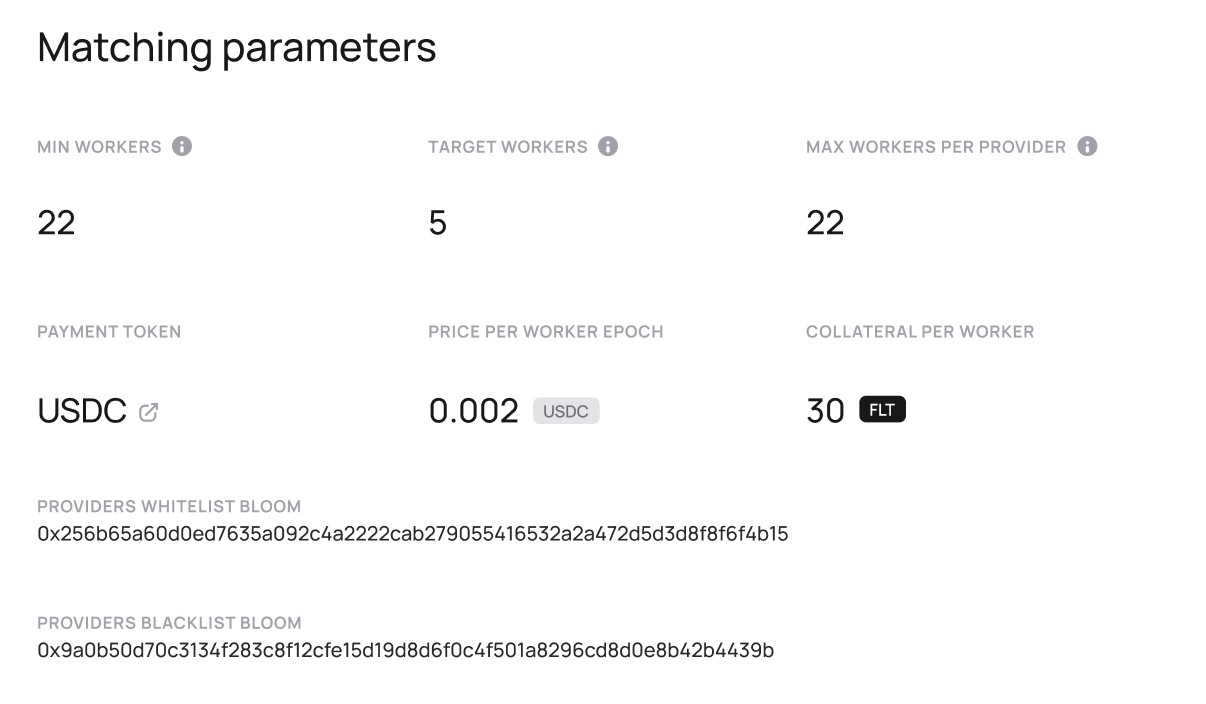 Matching parameters
MIN WORKERS TARGET WORKERS MAX WORKERS PER PROVIDER
22 5 22
PAYMENT TOKEN PRICE PER WORKER EPOCH COLLATERAL PER WORKER
USDC 0.002 USDC 30 FLT
PROVIDERS WHITELIST BLOOM
0x256b65a60d0ed7635a092c4a2222cab279055416532a2a472d5d3d8f8f6f4b15
PROVIDERS BLACKLIST BLOOM
0x9a0b50d70c3134f283c8f12cfe15d19d8d6f0c4f501a8296cd8d0e8b42b4439b